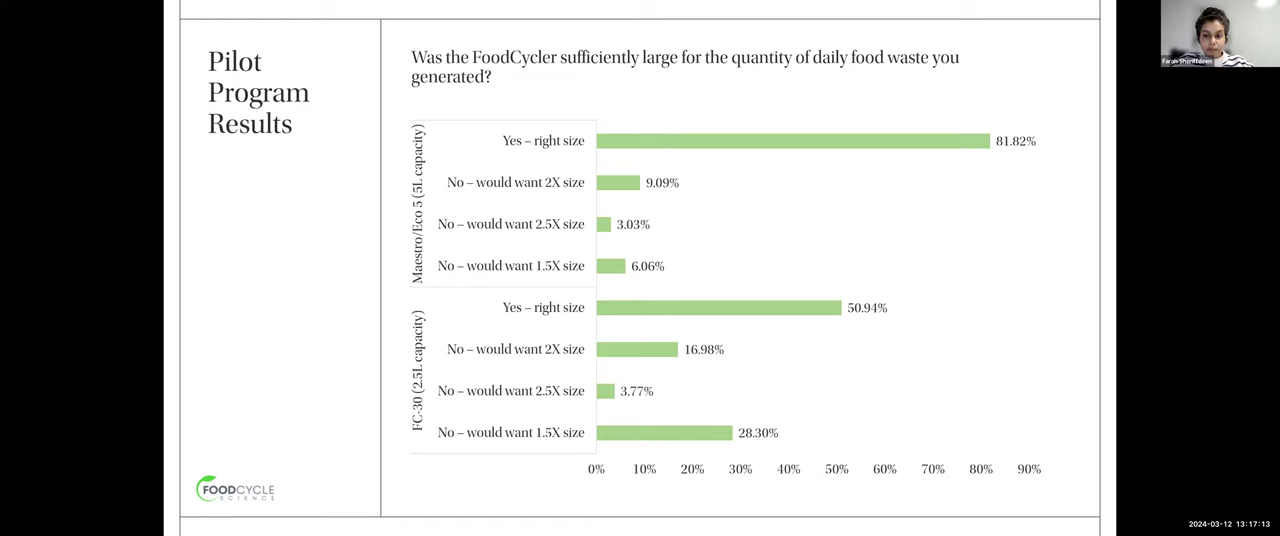 Pilot
Program
Results
Was the FoodCycler sufficiently large for the quantity of daily food waste you
generated?
Maestro/Eco 5 (5L capacity)
Yes – right size 81.82%
No – would want 2X size 9.09%
No – would want 2.5X size 3.03%
No – would want 1.5X size 6.06%
FC-30 (2.5L capacity)
Yes – right size 50.94%
No – would want 2X size 16.98%
No – would want 2.5X size 3.77%
No – would want 1.5X size 28.30%
0% 10% 20% 30% 40% 50% 60% 70% 80% 90%
FOODCYCLE
SCIENCE
Farah Sheriffdeen
2024-03-12 13:17:13